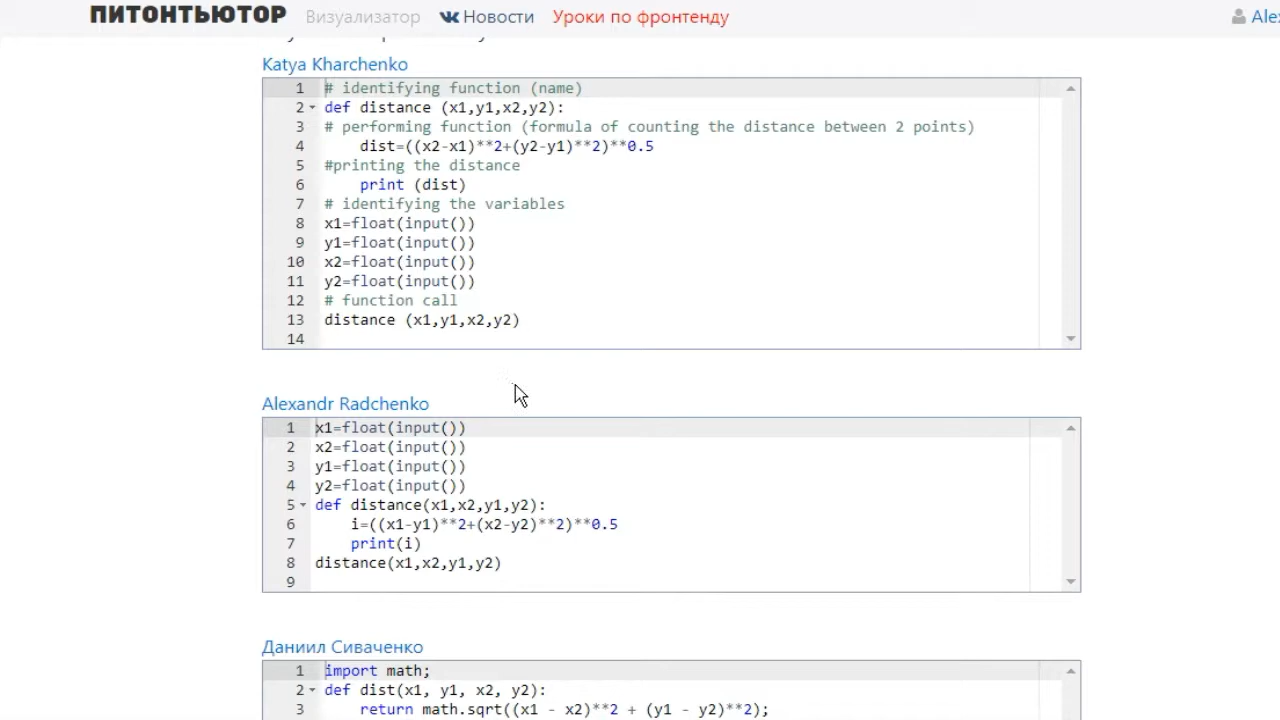 ПИТОНТЬЮТОР Визуализатор Новости Уроки по фронтенду Ale
Katya Kharchenko
1 # identifying function (name)
2 def distance (x1,y1,x2,y2):
3 # performing function (formula of counting the distance between 2 points)
4 dist=((x2-x1)**2+(y2-y1)**2)**0.5
5 #printing the distance
6 print (dist)
7 # identifying the variables
8 x1=float(input())
9 y1=float(input())
10 x2=float(input())
11 y2=float(input())
12 # function call
13 distance (x1,y1,x2,y2)
14
Alexandr Radchenko
1 x1=float(input())
2 x2=float(input())
3 y1=float(input())
4 y2=float(input())
5 def distance(x1,x2,y1,y2):
6 i=((x1-y1)**2+(x2-y2)**2)**0.5
7 print(i)
8 distance(x1,x2,y1,y2)
9
Даниил Сиваченко
1 import math;
2 def dist(x1, y1, x2, y2):
3 return math.sqrt((x1 - x2)**2 + (y1 - y2)**2);